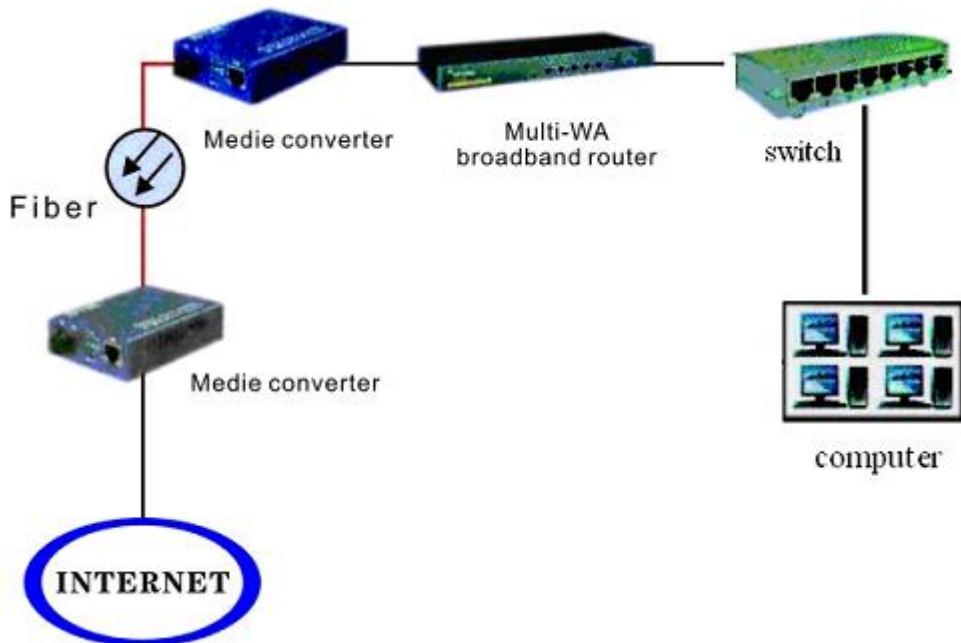 Medie converter
Multi-WA
broadband router
switch
Fiber
Medie converter
computer
INTERNET